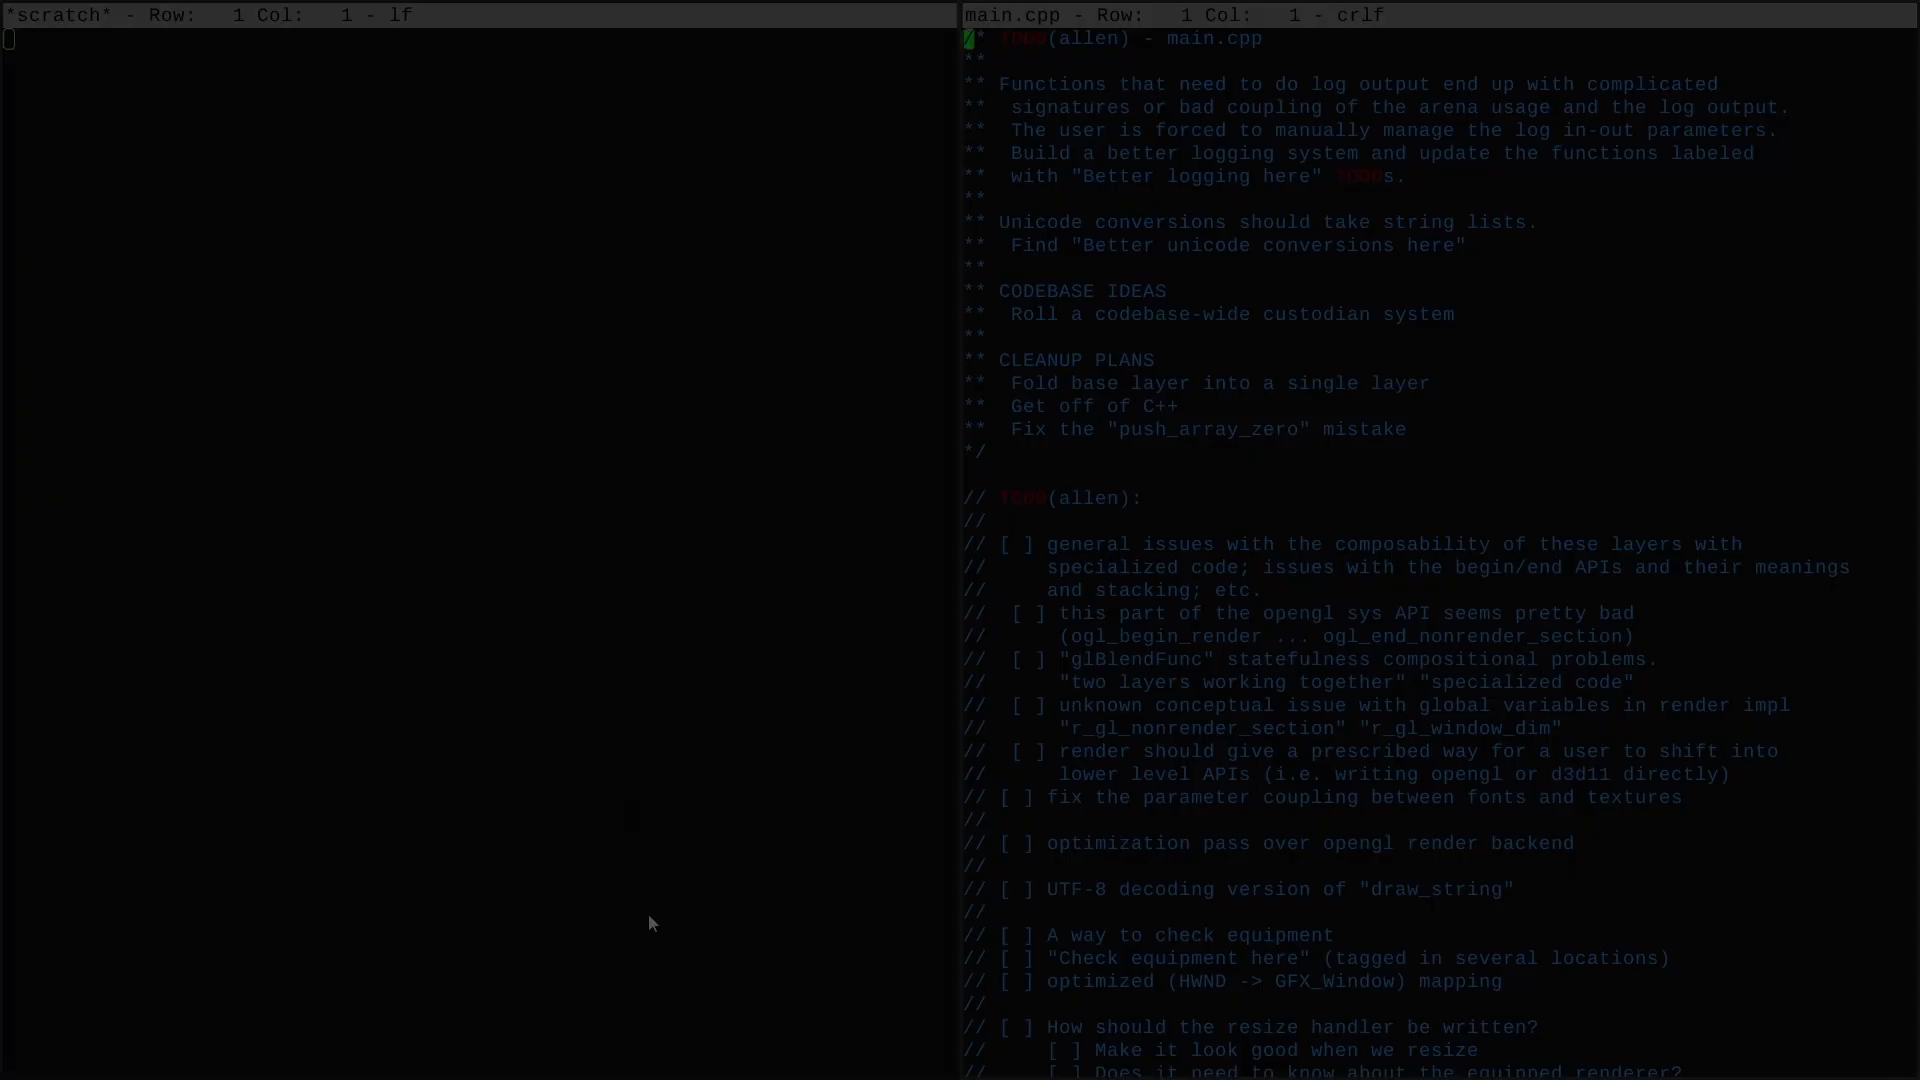 *scratch* - Row:   1 Col:   1 - lf
main.cpp - Row:   1 Col:   1 - crlf
/* TODO(allen) - main.cpp
**
** Functions that need to do log output end up with complicated
**  signatures or bad coupling of the arena usage and the log output.
**  The user is forced to manually manage the log in-out parameters.
**  Build a better logging system and update the functions labeled
**  with "Better logging here" TODOs.
**
** Unicode conversions should take string lists.
**  Find "Better unicode conversions here"
**
** CODEBASE IDEAS
**  Roll a codebase-wide custodian system
**
** CLEANUP PLANS
**  Fold base layer into a single layer
**  Get off of C++
**  Fix the "push_array_zero" mistake
*/
// TODO(allen):
//
// [ ] general issues with the composability of these layers with
//     specialized code; issues with the begin/end APIs and their meanings
//     and stacking; etc.
//  [ ] this part of the opengl sys API seems pretty bad
//      (ogl_begin_render ... ogl_end_nonrender_section)
//  [ ] "glBlendFunc" statefulness compositional problems.
//      "two layers working together" "specialized code"
//  [ ] unknown conceptual issue with global variables in render impl
//      "r_gl_nonrender_section" "r_gl_window_dim"
//  [ ] render should give a prescribed way for a user to shift into
//      lower level APIs (i.e. writing opengl or d3d11 directly)
// [ ] fix the parameter coupling between fonts and textures
//
// [ ] optimization pass over opengl render backend
//
// [ ] UTF-8 decoding version of "draw_string"
//
// [ ] A way to check equipment
// [ ] "Check equipment here" (tagged in several locations)
// [ ] optimized (HWND -> GFX_Window) mapping
//
// [ ] How should the resize handler be written?
//     [ ] Make it look good when we resize
//     [ ] Does it need to know about the equipped renderer?